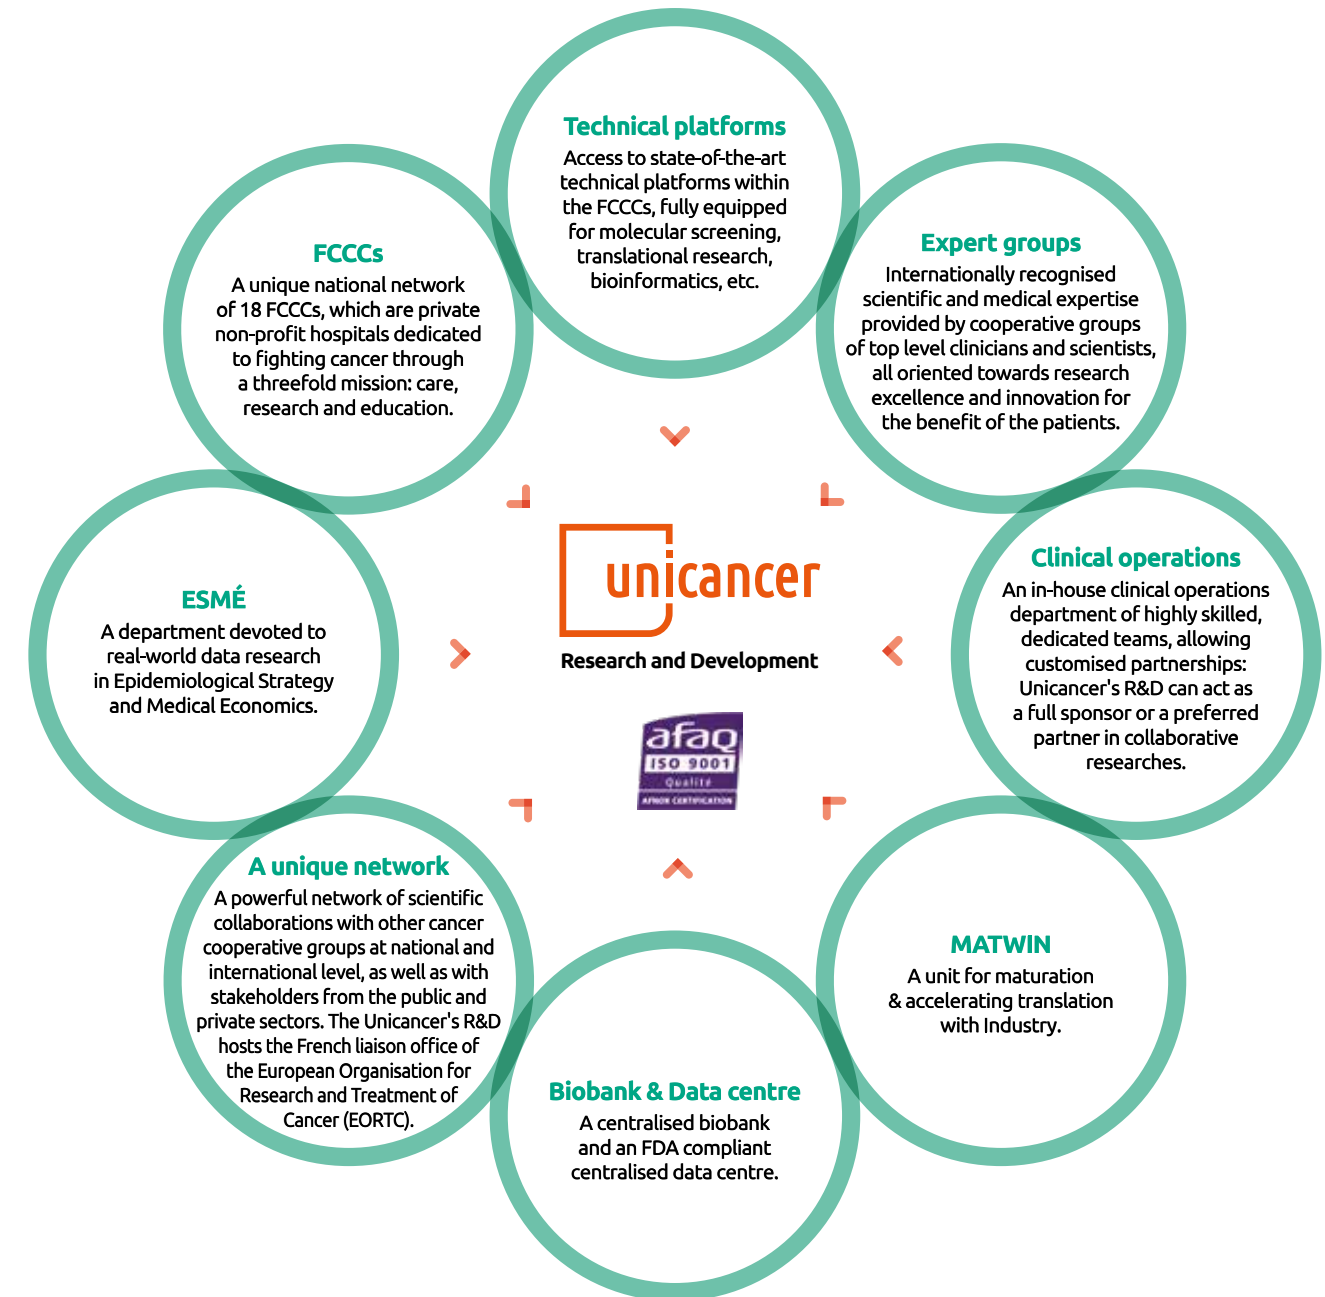 Technical platforms
Access to state-of-the-art
technical platforms within
the FCCCs, fully equipped
for molecular screening,
translational research,
bioinformatics, etc.
Expert groups
Internationally recognised
scientific and medical expertise
provided by cooperative groups
of top level clinicians and scientists,
all oriented towards research
excellence and innovation for
the benefit of the patients.
Clinical operations
An in-house clinical operations
department of highly skilled,
dedicated teams, allowing
customised partnerships:
Unicancer's R&D can act as
a full sponsor or a preferred
partner in collaborative
researches.
MATWIN
A unit for maturation
& accelerating translation
with Industry.
Biobank & Data centre
A centralised biobank
and an FDA compliant
centralised data centre.
A unique network
A powerful network of scientific
collaborations with other cancer
cooperative groups at national and
international level, as well as with
stakeholders from the public and
private sectors. The Unicancer's R&D
hosts the French liaison office of
the European Organisation for
Research and Treatment of
Cancer (EORTC).
ESMÉ
A department devoted to
real-world data research
in Epidemiological Strategy
and Medical Economics.
FCCCs
A unique national network
of 18 FCCCs, which are private
non-profit hospitals dedicated
to fighting cancer through
a threefold mission: care,
research and education.
unicancer
Research and Development
afaq
ISO 9001
Qualité
AFNOR CERTIFICATION